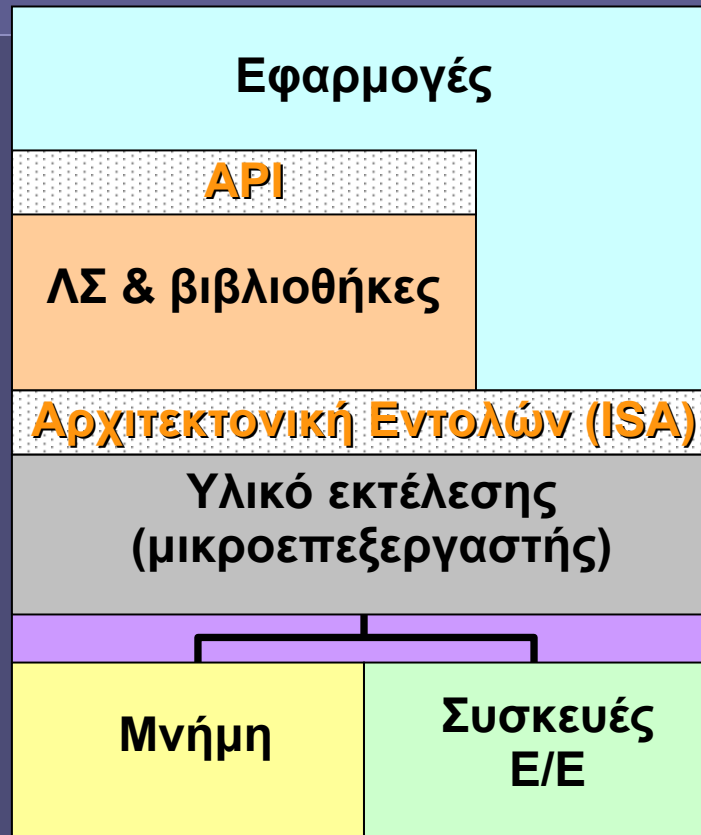 Εφαρμογές
API
ΛΣ & βιβλιοθήκες
Αρχιτεκτονική Εντολών (ISA)
Υλικό εκτέλεσης
(μικροεπεξεργαστής)
Μνήμη
Συσκευές
Ε/Ε